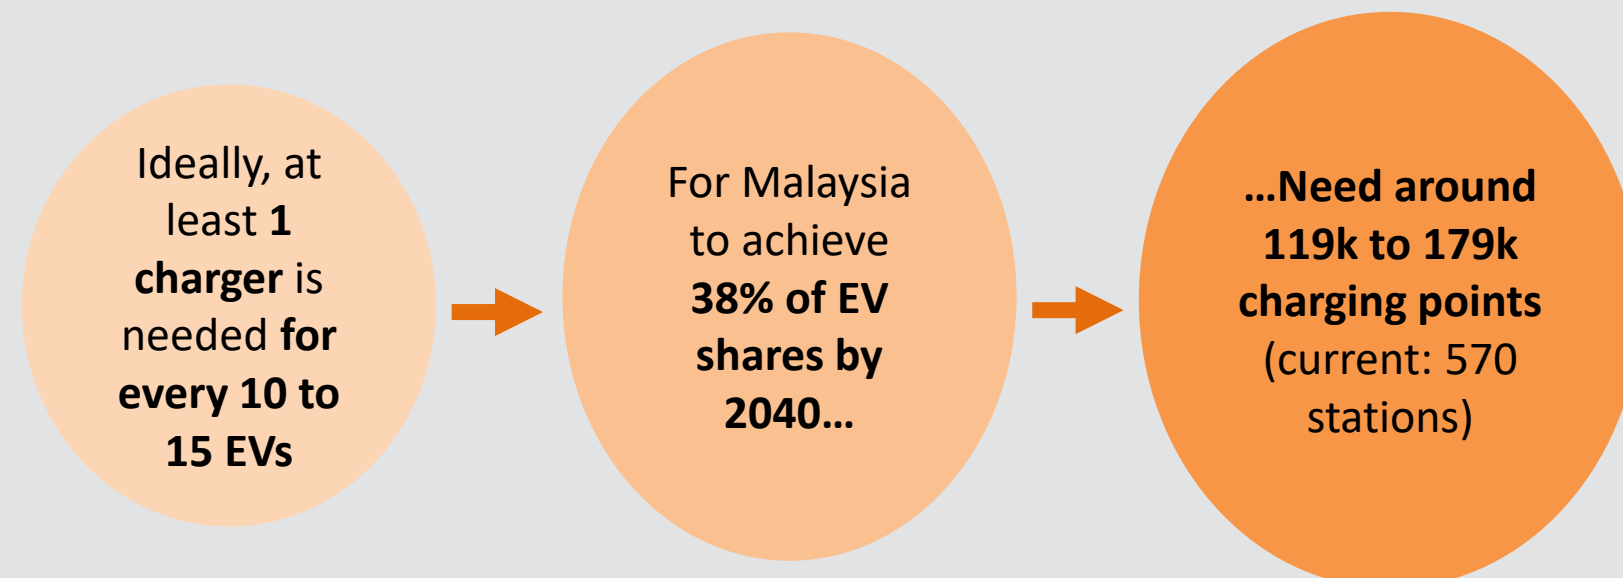 Ideally, at
least 1
charger is
needed for
every 10 to
15 EVs
For Malaysia
to achieve
38% of EV
shares by
2040…
…Need around
119k to 179k
charging points
(current: 570
stations)